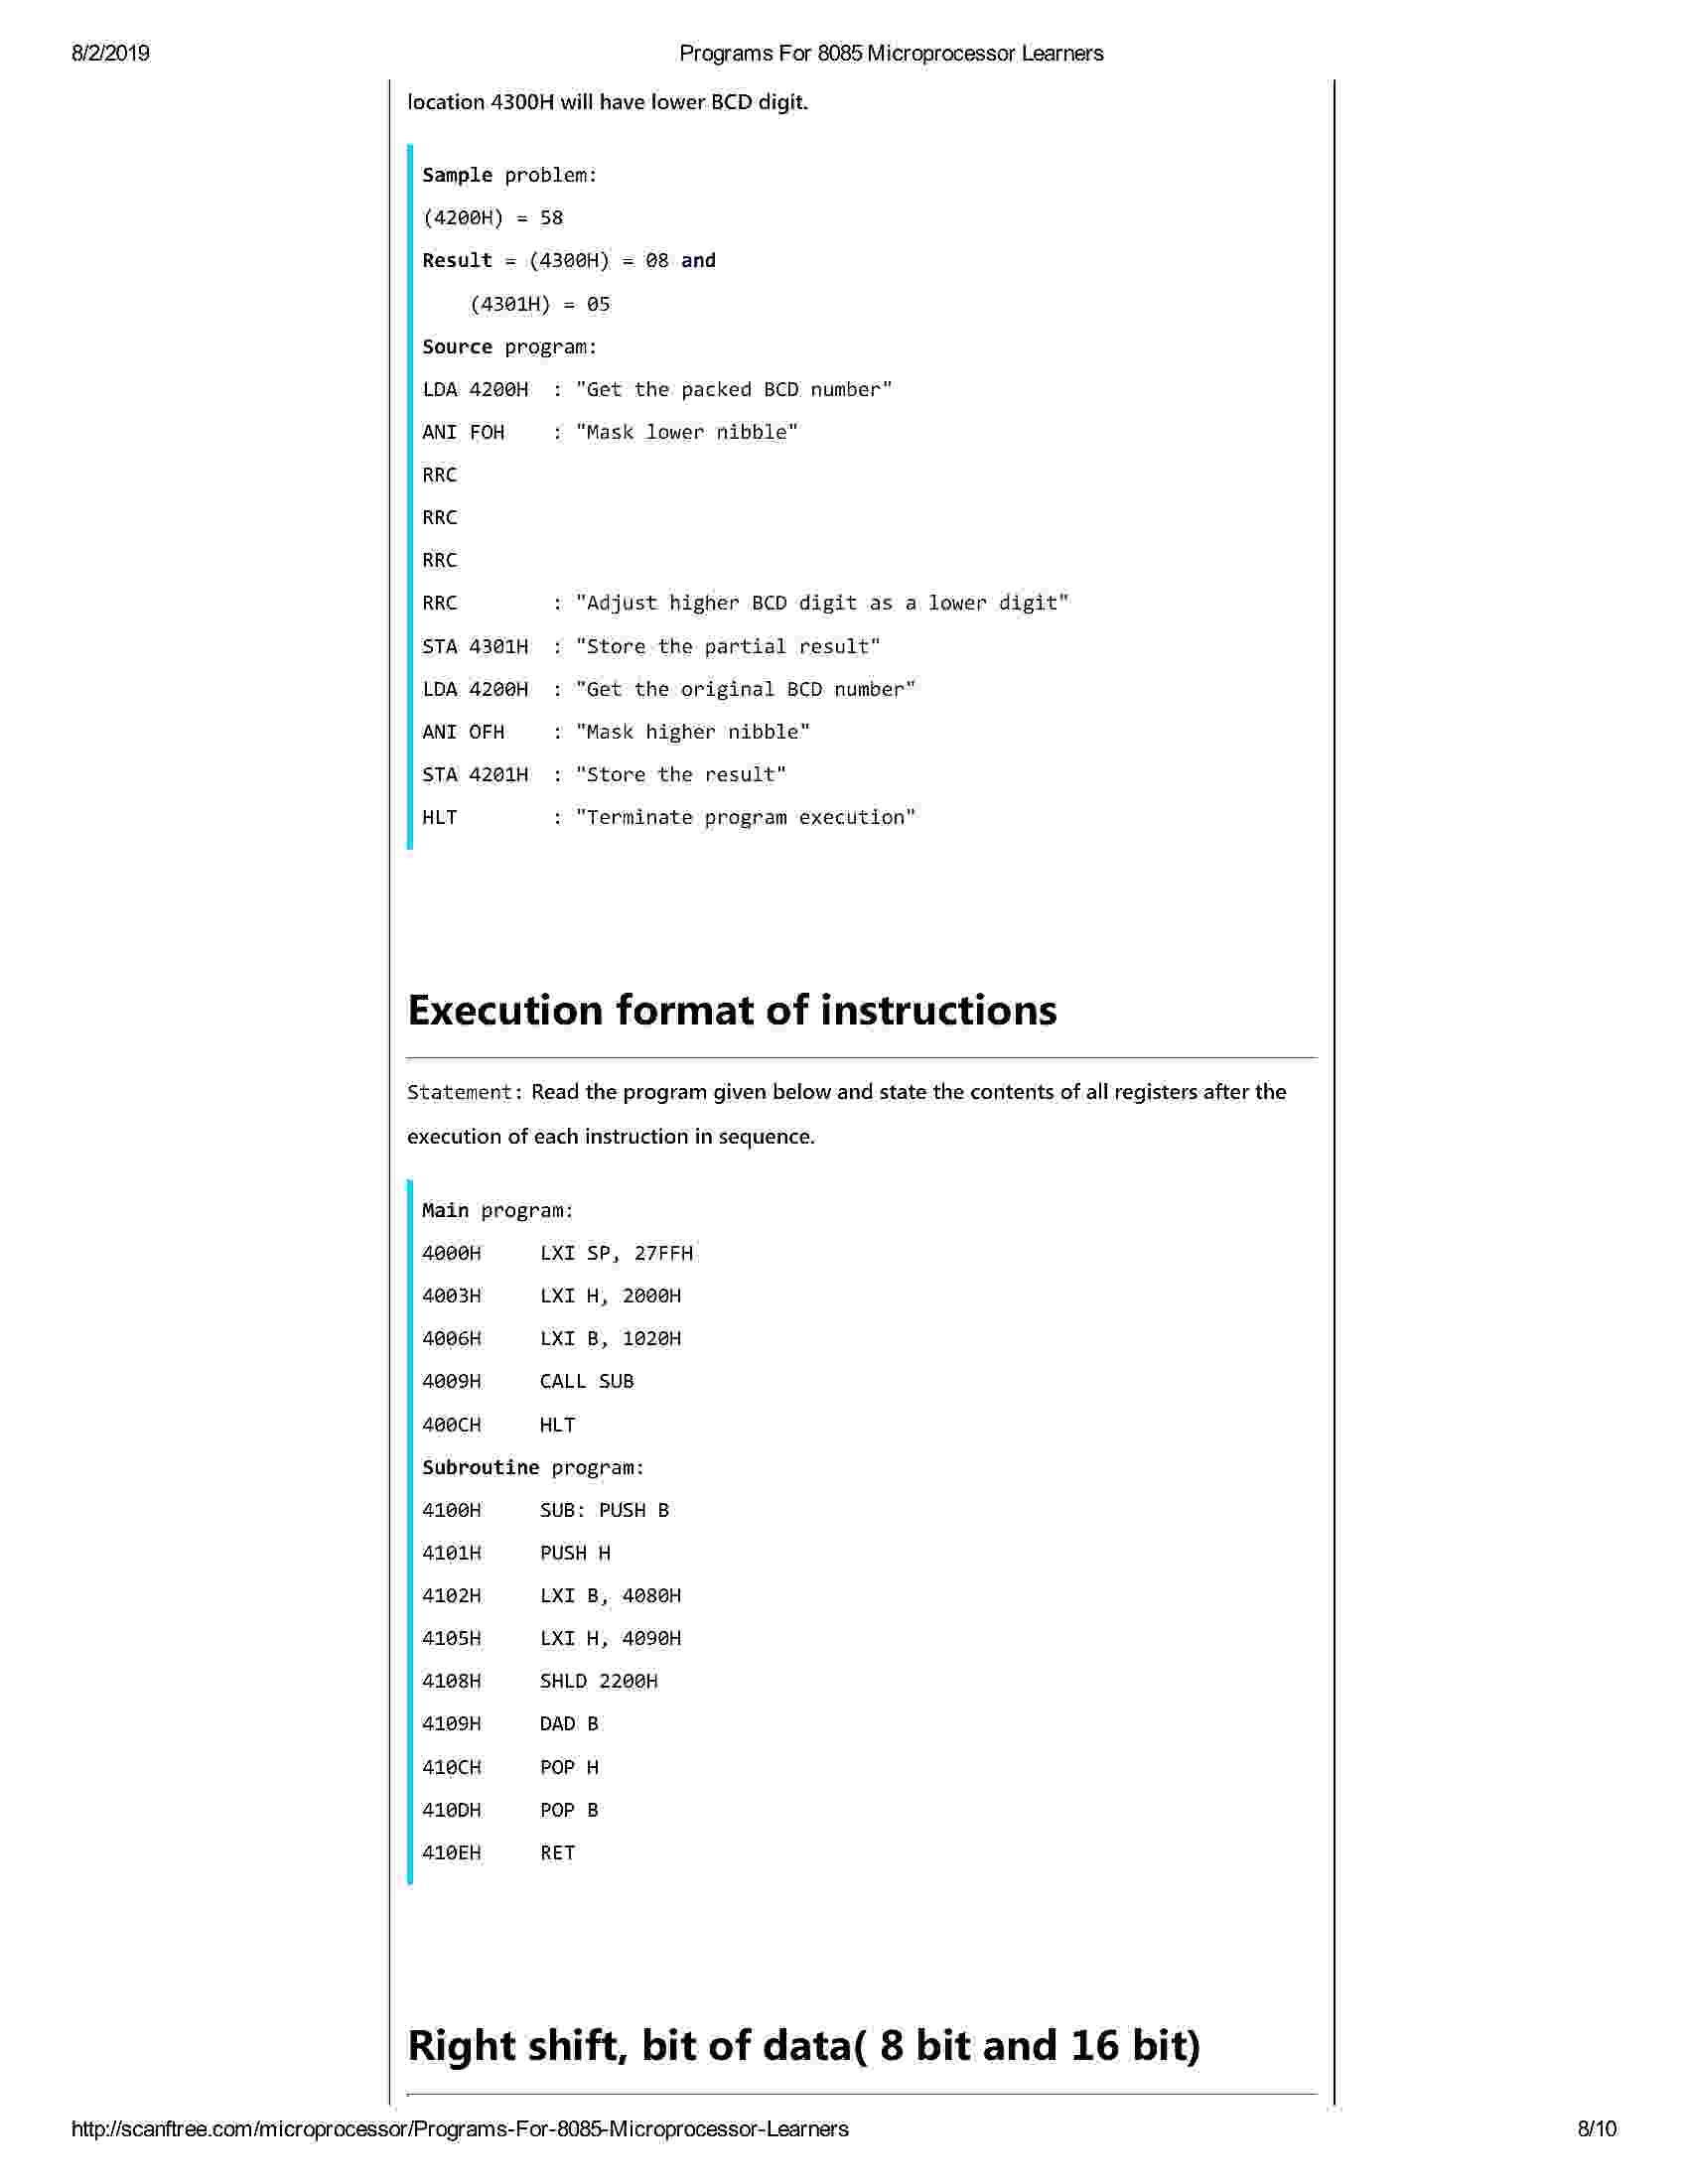 8/2/2019 Programs For 8085 Microprocessor Learners
location 4300H will have lower BCD digit.
Sample problem:
(4200H) = 58
Result = (4300H) = 08 and
    (4301H) = 05
Source program:
LDA 4200H  : "Get the packed BCD number"
ANI FOH    : "Mask lower nibble"
RRC
RRC
RRC
RRC        : "Adjust higher BCD digit as a lower digit"
STA 4301H  : "Store the partial result"
LDA 4200H  : "Get the original BCD number"
ANI OFH    : "Mask higher nibble"
STA 4201H  : "Store the result"
HLT        : "Terminate program execution"
Execution format of instructions
Statement: Read the program given below and state the contents of all registers after the
execution of each instruction in sequence.
Main program:
4000H     LXI SP, 27FFH
4003H     LXI H, 2000H
4006H     LXI B, 1020H
4009H     CALL SUB
400CH     HLT
Subroutine program:
4100H     SUB: PUSH B
4101H     PUSH H
4102H     LXI B, 4080H
4105H     LXI H, 4090H
4108H     SHLD 2200H
4109H     DAD B
410CH     POP H
410DH     POP B
410EH     RET
Right shift, bit of data( 8 bit and 16 bit)
http://scanftree.com/microprocessor/Programs-For-8085-Microprocessor-Learners 8/10